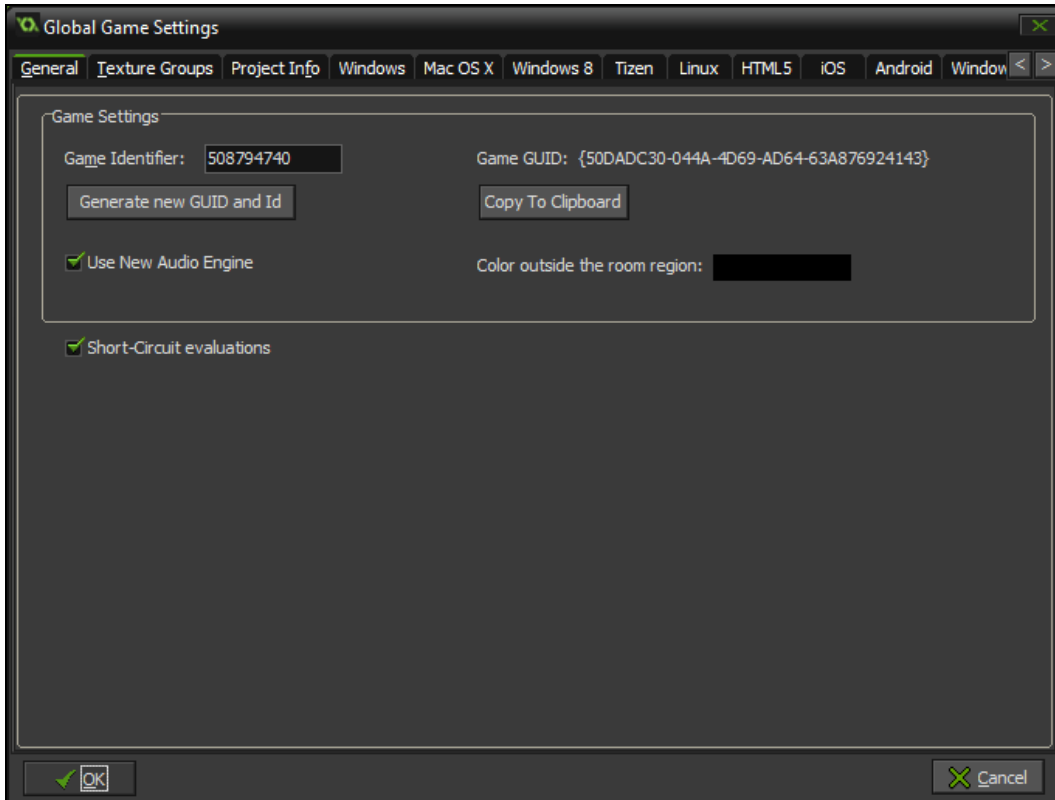 Global Game Settings
General Texture Groups Project Info Windows Mac OS X Windows 8 Tizen Linux HTML5 iOS Android Window < >
Game Settings
Game Identifier: 508794740 Game GUID: {50DADC30-044A-4D69-AD64-63A876924143}
Generate new GUID and Id Copy To Clipboard
Use New Audio Engine Color outside the room region:
Short-Circuit evaluations
OK Cancel